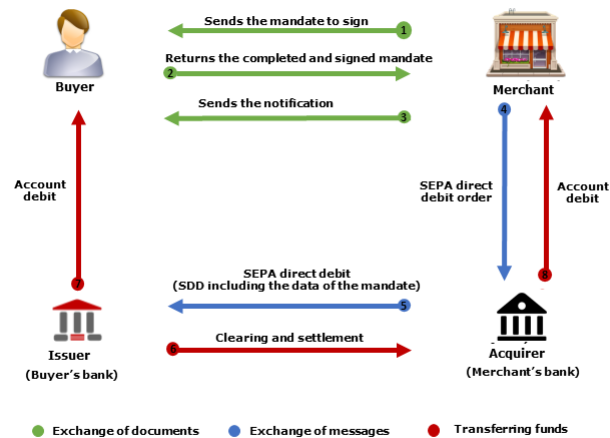 Sends the mandate to sign
1
Returns the completed and signed mandate
2
Buyer
Merchant
Sends the notification
3
4
Account
debit
SEPA direct
debit order
Account
debit
7
8
SEPA direct debit
(SDD including the data of the mandate)
5
Clearing and settlement
6
Issuer
(Buyer's bank)
Acquirer
(Merchant's bank)
Exchange of documents
Exchange of messages
Transferring funds